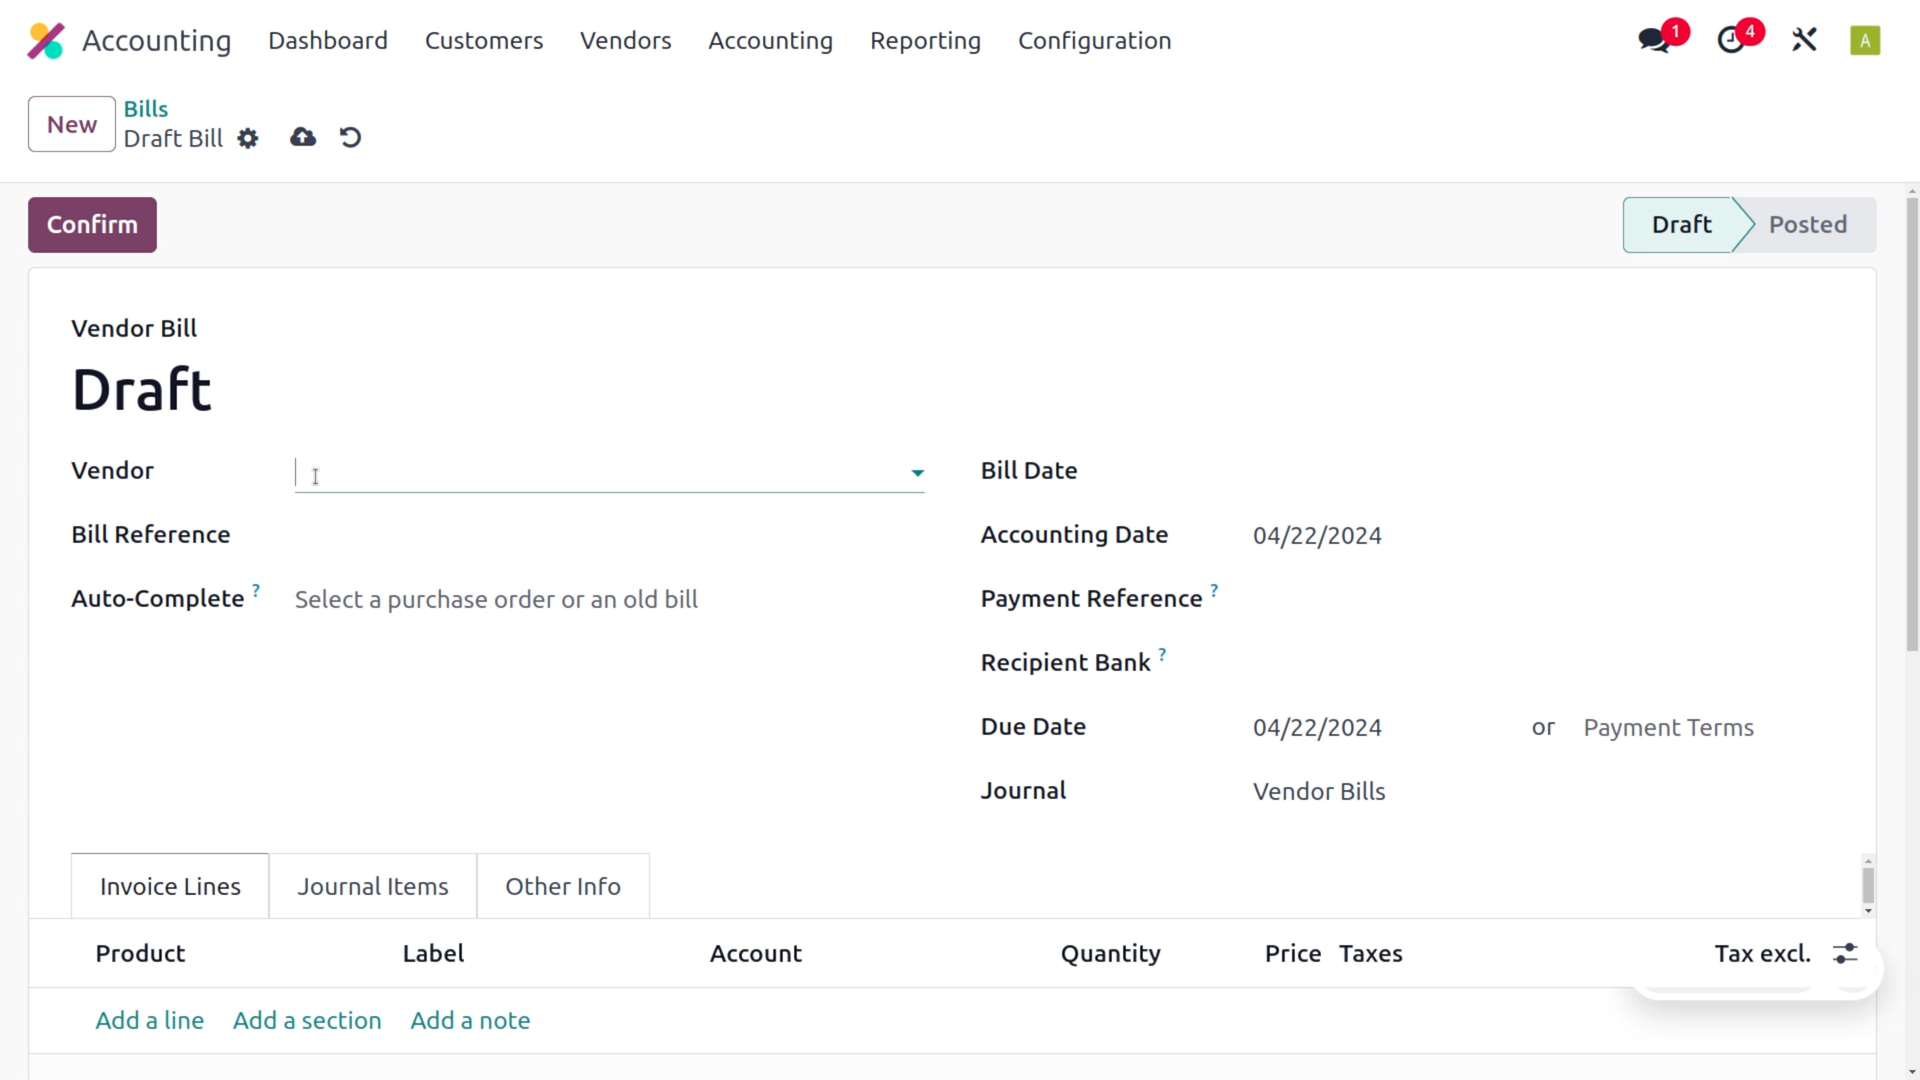 Accounting Dashboard Customers Vendors Accounting Reporting Configuration 1 4 A
New Bills
Draft Bill
Confirm Draft Posted
Vendor Bill
Draft
Vendor Bill Date
Bill Reference Accounting Date 04/22/2024
Auto-Complete ? Select a purchase order or an old bill Payment Reference ?
Recipient Bank ?
Due Date 04/22/2024 or Payment Terms
Journal Vendor Bills
Invoice Lines Journal Items Other Info
Product Label Account Quantity Price Taxes Tax excl.
Add a line Add a section Add a note